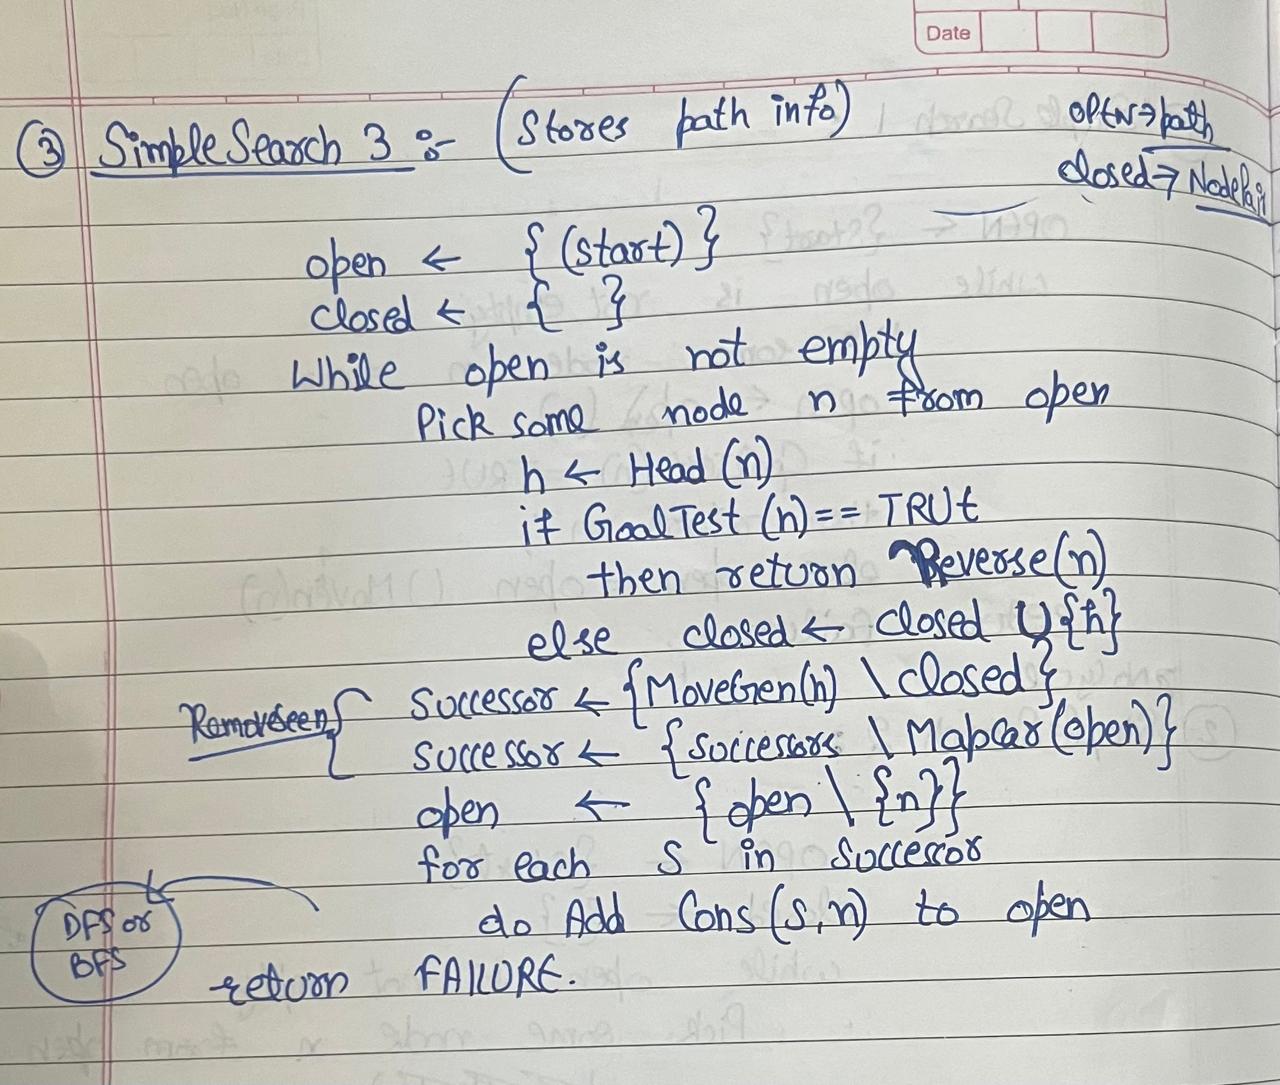 Date
③ SimpleSearch 3 :- (Stores path info)
open → path
closed → NodePair
open ← { (start) }
closed ← { }
While open is not empty
Pick some node n from open
h ← Head (n)
if GoalTest (h) == TRUE
then return Reverse(n)
else closed ← closed ∪ {h}
RemoveSeen { Successor ← {MoveGen(h) \ closed}
successor ← {successors \ Mapcar(open)}
open ← { open \ {n}}
for each S in Successor
do Add Cons (S,n) to open
DFS or
BFS
return FAILURE.